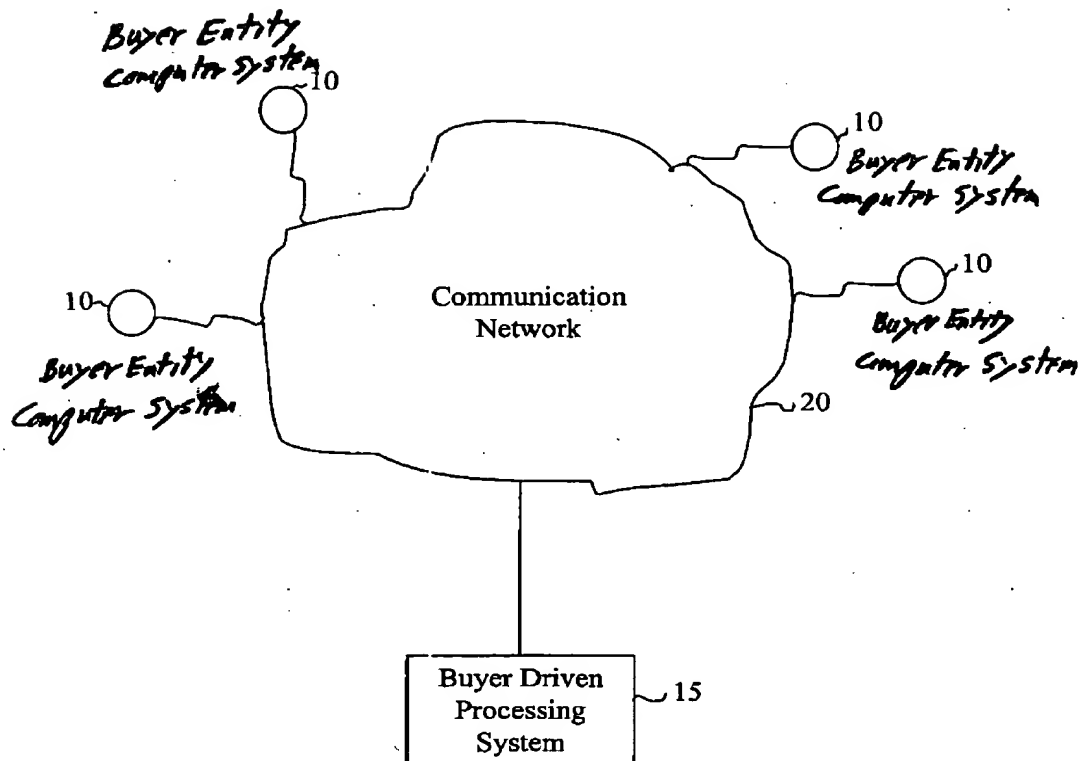 Buyer Entity
Computer System
10
10
Buyer Entity
Computer System
10
Buyer Entity
Computer System
10
Buyer Entity
Computer System
Communication
Network
20
Buyer Driven
Processing
System
15